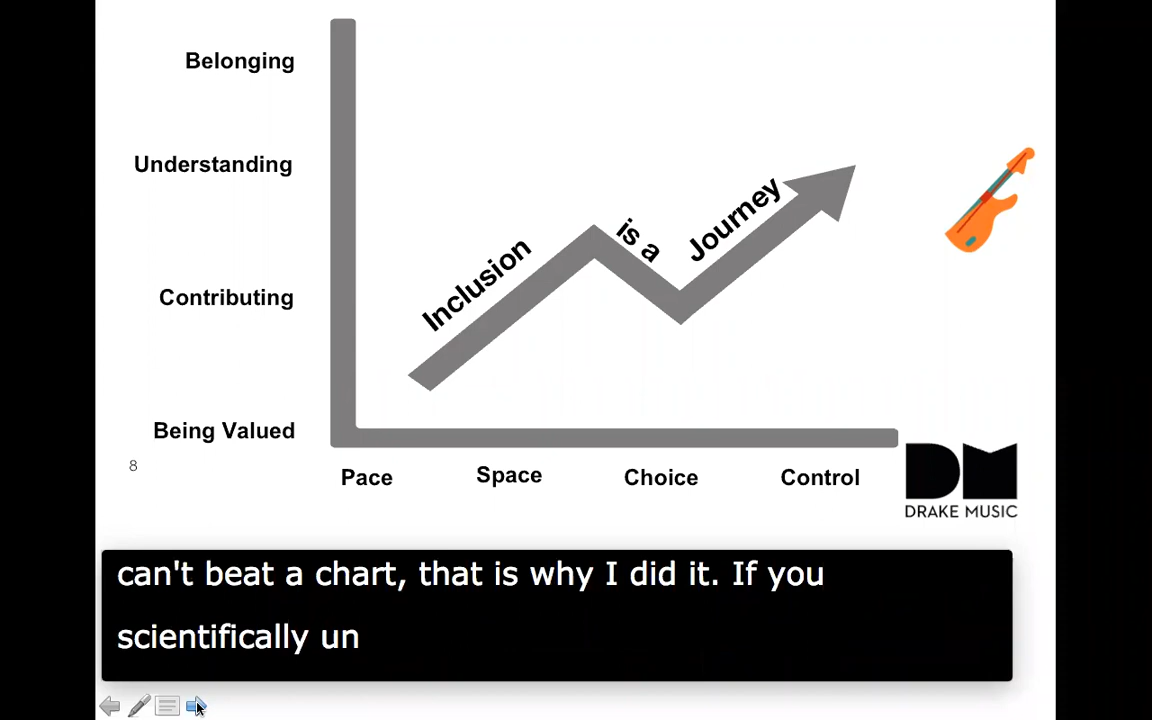 Belonging
Understanding
Contributing
Being Valued
Inclusion
is a
Journey
Pace
Space
Choice
Control
8
DM
DRAKE MUSIC
can't beat a chart, that is why I did it. If you
scientifically un